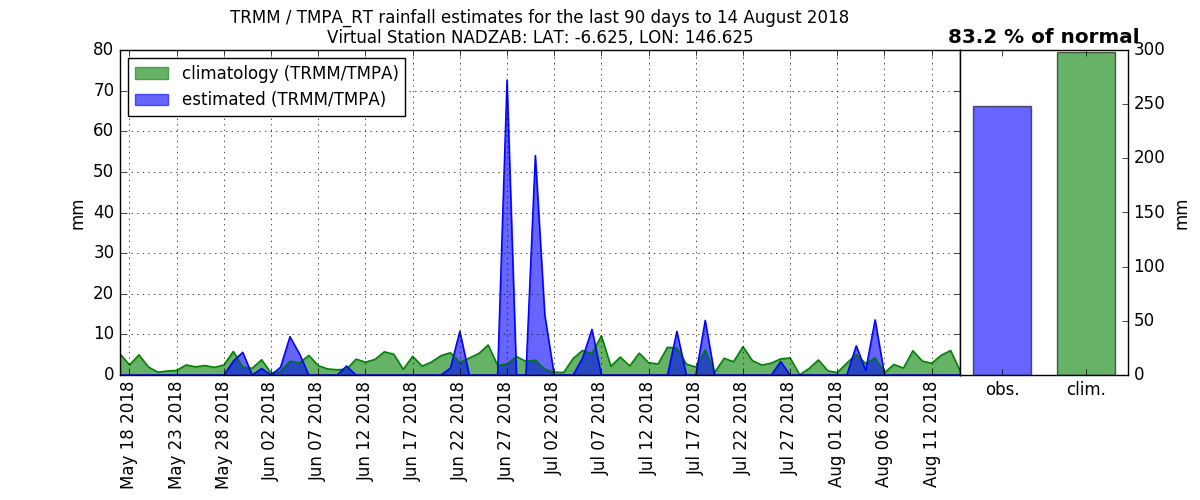 TRMM / TMPA_RT rainfall estimates for the last 90 days to 14 August 2018
Virtual Station NADZAB: LAT: -6.625, LON: 146.625
83.2 % of normal
climatology (TRMM/TMPA)
estimated (TRMM/TMPA)
80
70
60
50
40
30
20
10
0
mm
300
250
200
150
100
50
0
mm
May 18 2018
May 23 2018
May 28 2018
Jun 02 2018
Jun 07 2018
Jun 12 2018
Jun 17 2018
Jun 22 2018
Jun 27 2018
Jul 02 2018
Jul 07 2018
Jul 12 2018
Jul 17 2018
Jul 22 2018
Jul 27 2018
Aug 01 2018
Aug 06 2018
Aug 11 2018
obs.
clim.